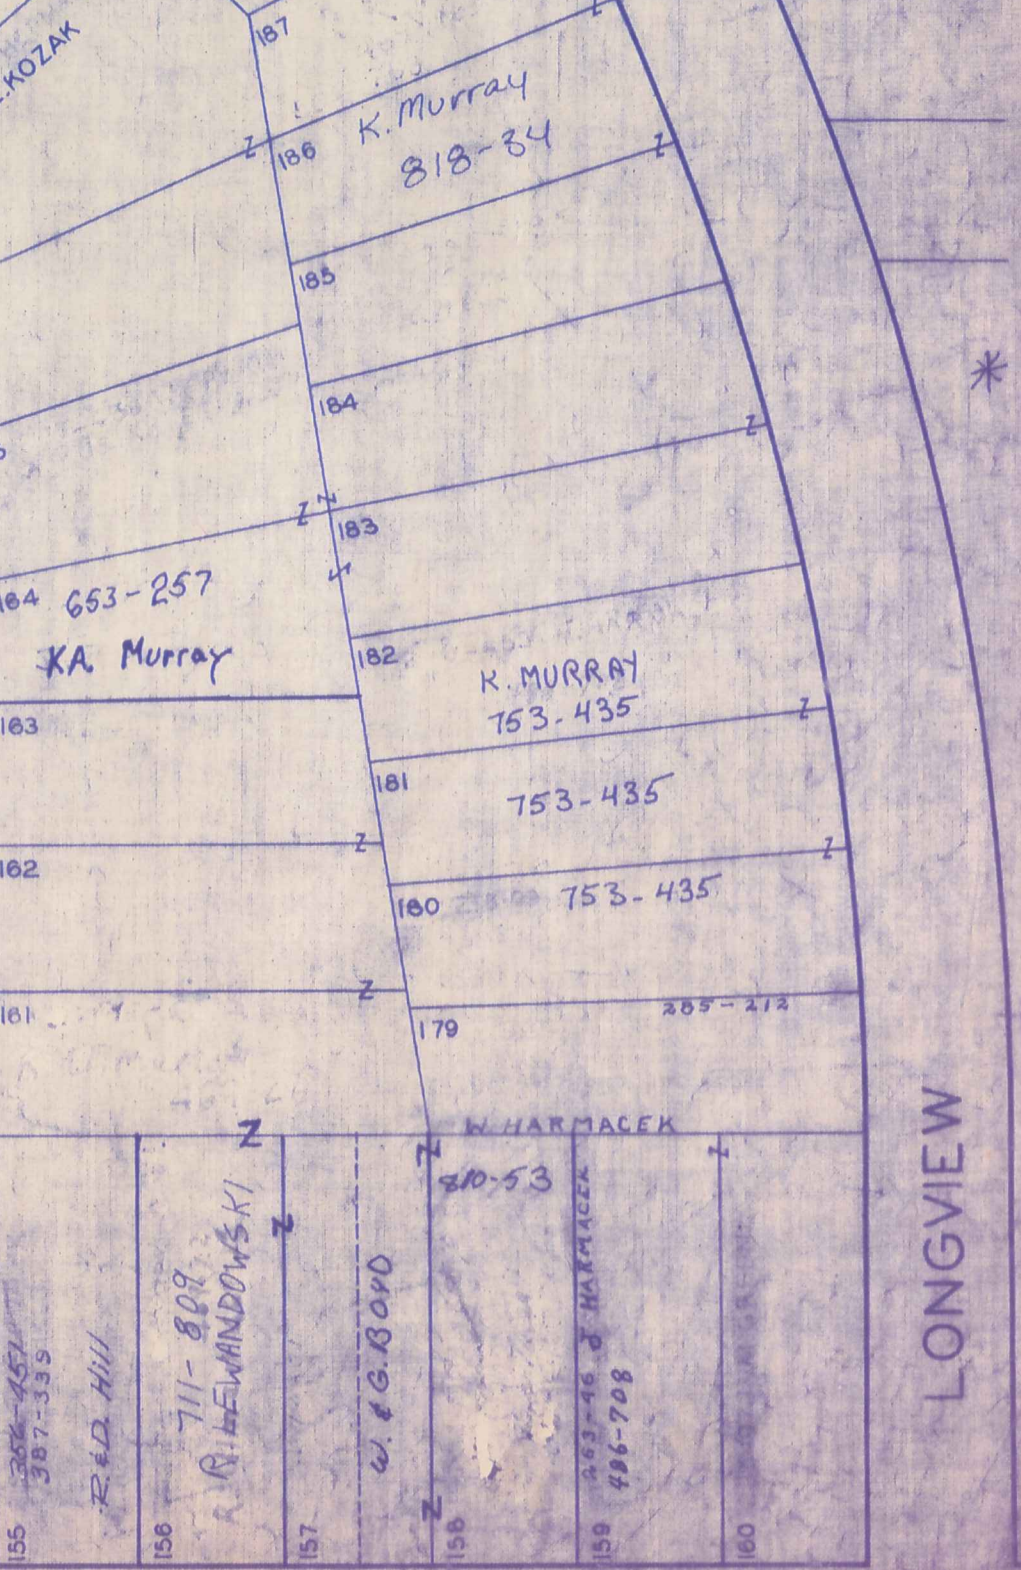 KOZAK
187
186
K. Murray
818-34
185
184
183
164 653-257
KA. Murray
182
K. MURRAY
753-435
163
181
753-435
162
180
753-435
161
285-212
179
W. HARMACEK
810-53
155
387-339
R. & D. Hill
156
711-809
R. LEWANDOWSKI
157
W. & G. BOYD
158
159
263-46 J HARMACEK
486-708
160
LONGVIEW